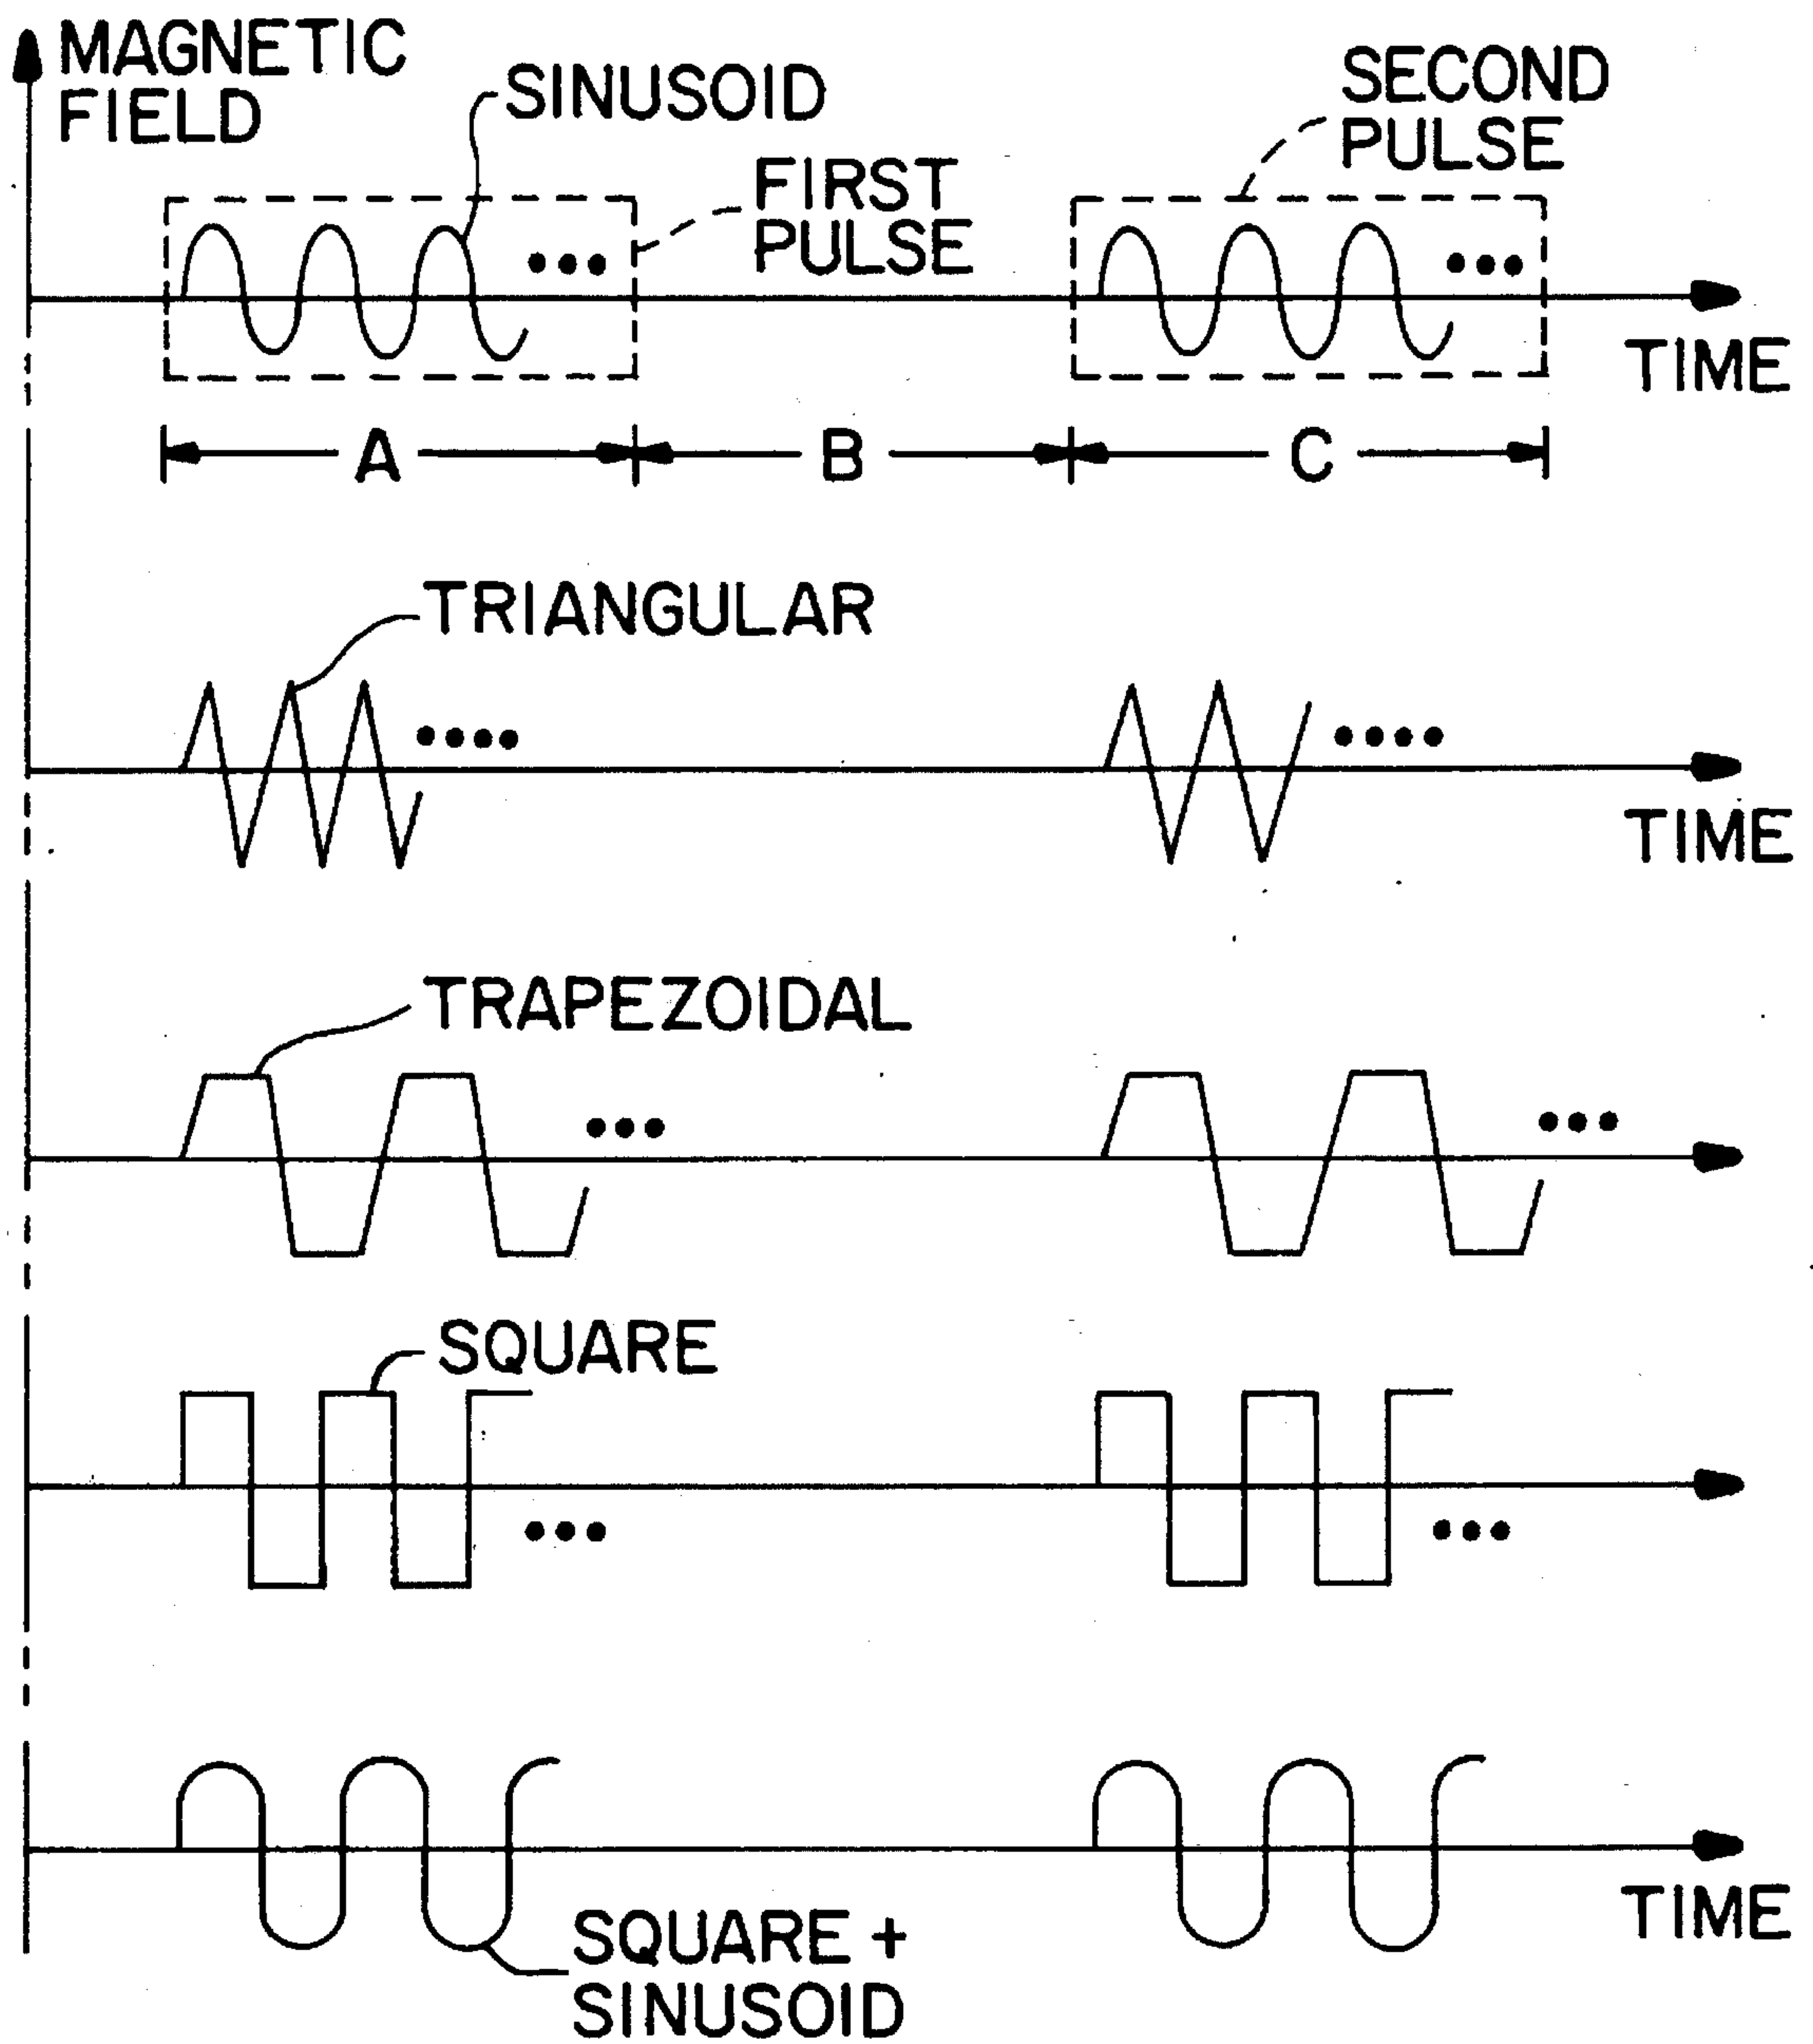 MAGNETIC
FIELD
SINUSOID
FIRST
PULSE
SECOND
PULSE
TIME
A
B
C
TRIANGULAR
TIME
TRAPEZOIDAL
SQUARE
TIME
SQUARE +
SINUSOID